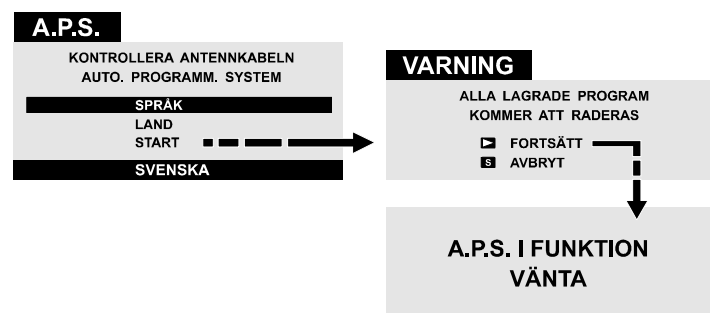 A.P.S.
KONTROLLERA ANTENNKABELN
AUTO. PROGRAMM. SYSTEM
SPRÅK
LAND
START
SVENSKA
VARNING
ALLA LAGRADE PROGRAM
KOMMER ATT RADERAS
FORTSÄTT
S AVBRYT
A.P.S. I FUNKTION
VÄNTA